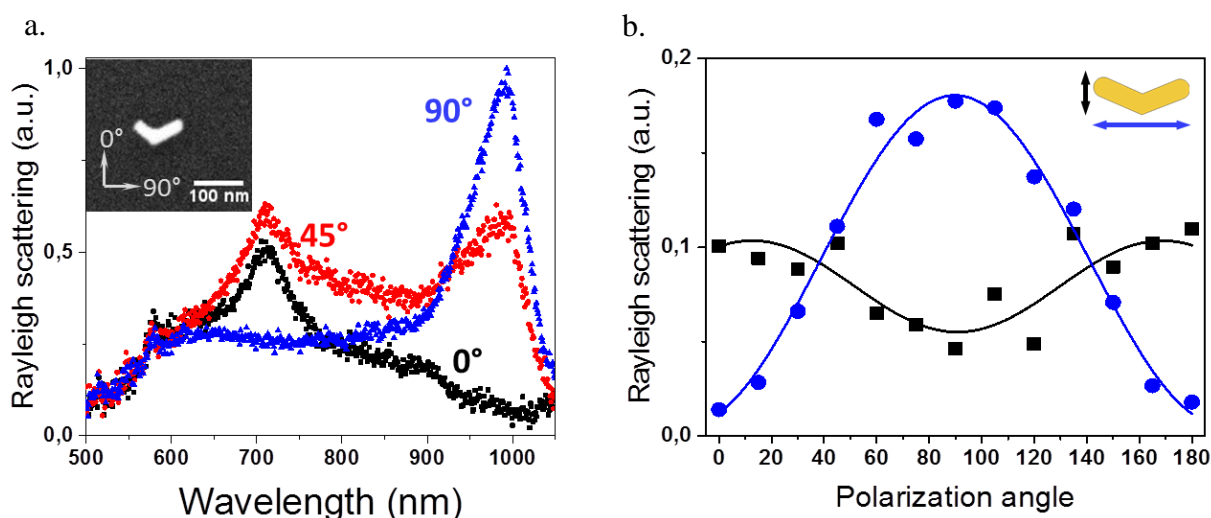 a.
Rayleigh scattering (a.u.)
1,0
0,5
0,0
0°
90°
100 nm
90°
45°
0°
500 600 700 800 900 1000
Wavelength (nm)
b.
Rayleigh scattering (a.u.)
0,2
0,1
0,0
0 20 40 60 80 100 120 140 160 180
Polarization angle